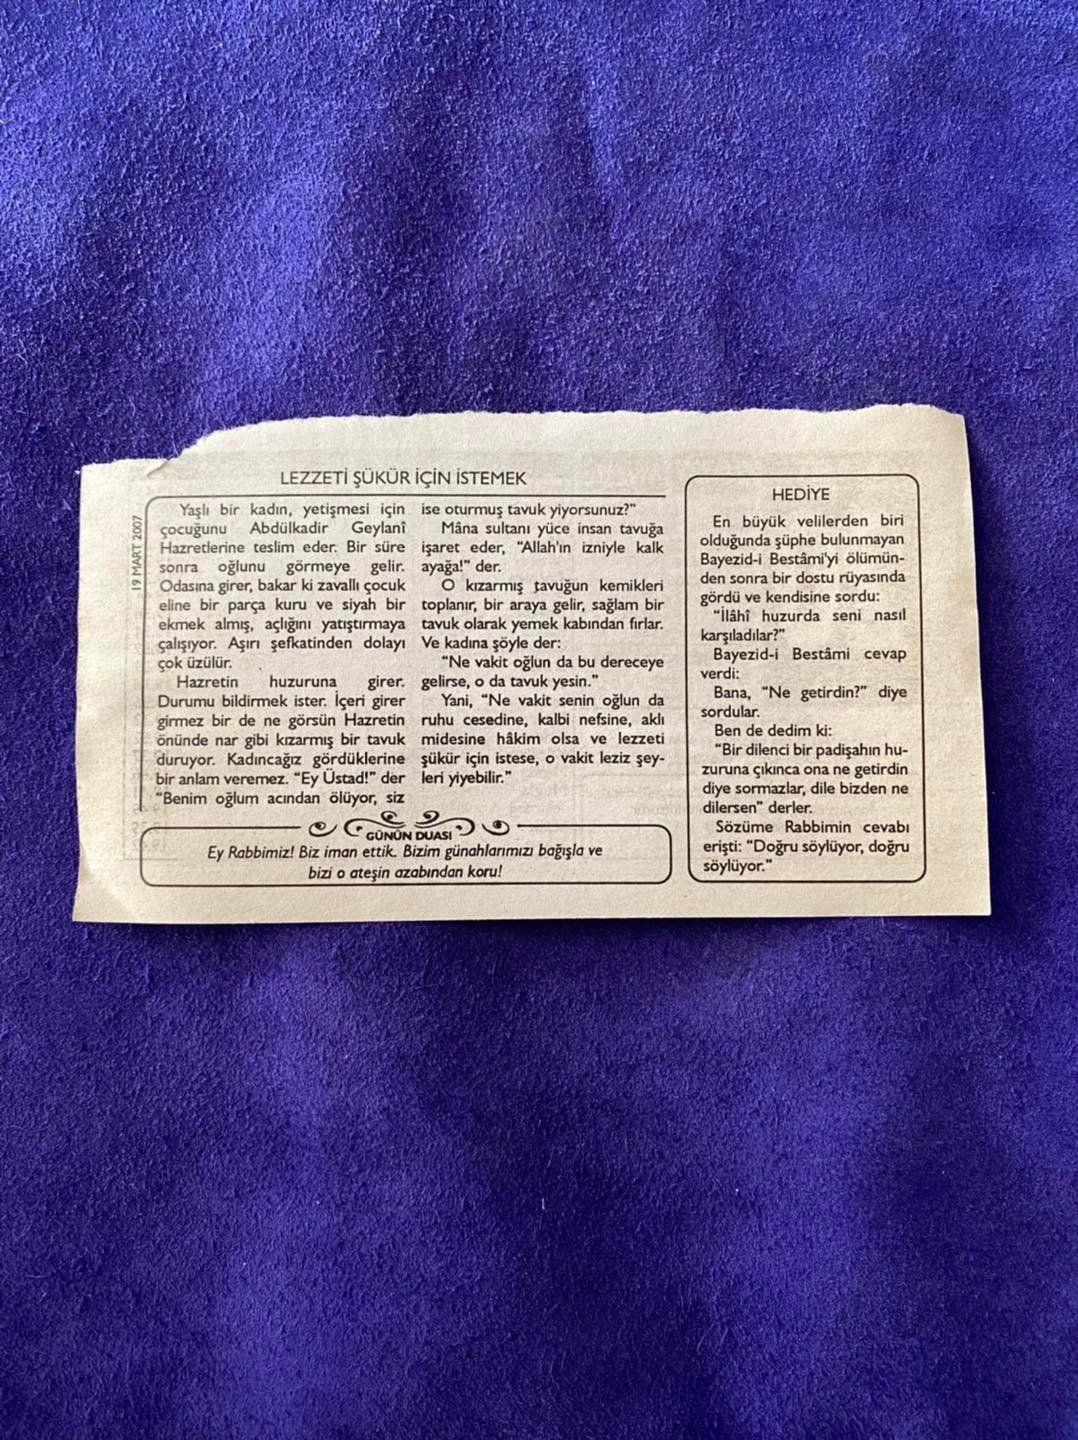 LEZZETİ ŞÜKÜR İÇİN İSTEMEK
19 MART 2007
Yaşlı bir kadın, yetişmesi için
çocuğunu Abdülkadir Geylanî
Hazretlerine teslim eder. Bir süre
sonra oğlunu görmeye gelir.
Odasına girer, bakar ki zavallı çocuk
eline bir parça kuru ve siyah bir
ekmek almış, açlığını yatıştırmaya
çalışıyor. Aşırı şefkatinden dolayı
çok üzülür.
Hazretin huzuruna girer.
Durumu bildirmek ister. İçeri girer
girmez bir de ne görsün Hazretin
önünde nar gibi kızarmış bir tavuk
duruyor. Kadıncağız gördüklerine
bir anlam veremez. "Ey Üstad!" der
"Benim oğlum acından ölüyor, siz
ise oturmuş tavuk yiyorsunuz?"
Mâna sultanı yüce insan tavuğa
işaret eder, "Allah'ın izniyle kalk
ayağa!" der.
O kızarmış tavuğun kemikleri
toplanır, bir araya gelir, sağlam bir
tavuk olarak yemek kabından fırlar.
Ve kadına şöyle der:
"Ne vakit oğlun da bu dereceye
gelirse, o da tavuk yesin."
Yani, "Ne vakit senin oğlun da
ruhu cesedine, kalbi nefsine, aklı
midesine hâkim olsa ve lezzeti
şükür için istese, o vakit leziz şey-
leri yiyebilir."
GÜNÜN DUASI
Ey Rabbimiz! Biz iman ettik. Bizim günahlarımızı bağışla ve
bizi o ateşin azabından koru!
HEDİYE
En büyük velilerden biri
olduğunda şüphe bulunmayan
Bayezid-i Bestâmi'yi ölümün-
den sonra bir dostu rüyasında
gördü ve kendisine sordu:
"İlâhî huzurda seni nasıl
karşıladılar?"
Bayezid-i Bestâmi cevap
verdi:
Bana, "Ne getirdin?" diye
sordular.
Ben de dedim ki:
"Bir dilenci bir padişahın hu-
zuruna çıkınca ona ne getirdin
diye sormazlar, dile bizden ne
dilersen" derler.
Sözüme Rabbimin cevabı
erişti: "Doğru söylüyor, doğru
söylüyor."